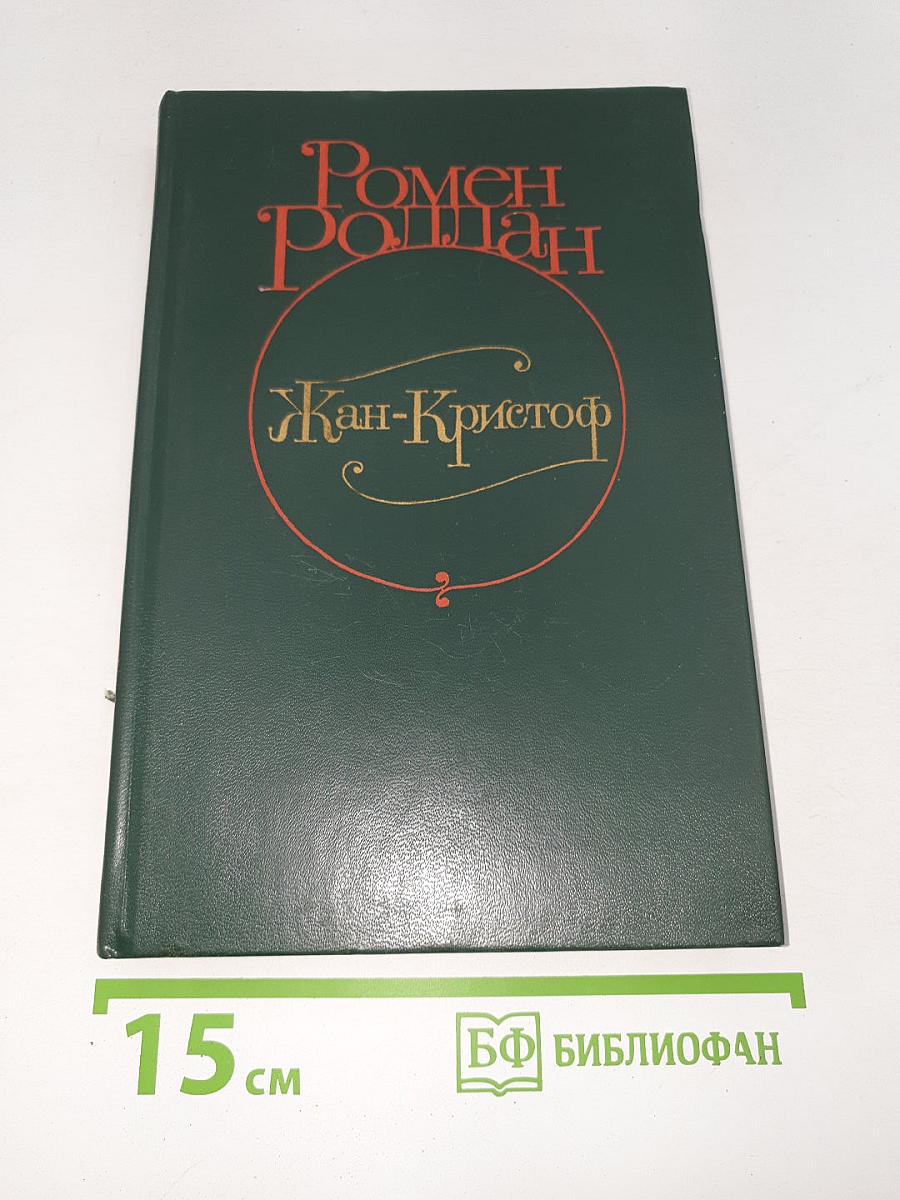 Ромен
Роллан
Жан-Кристоф
15 см
БФ БИБЛИОФАН